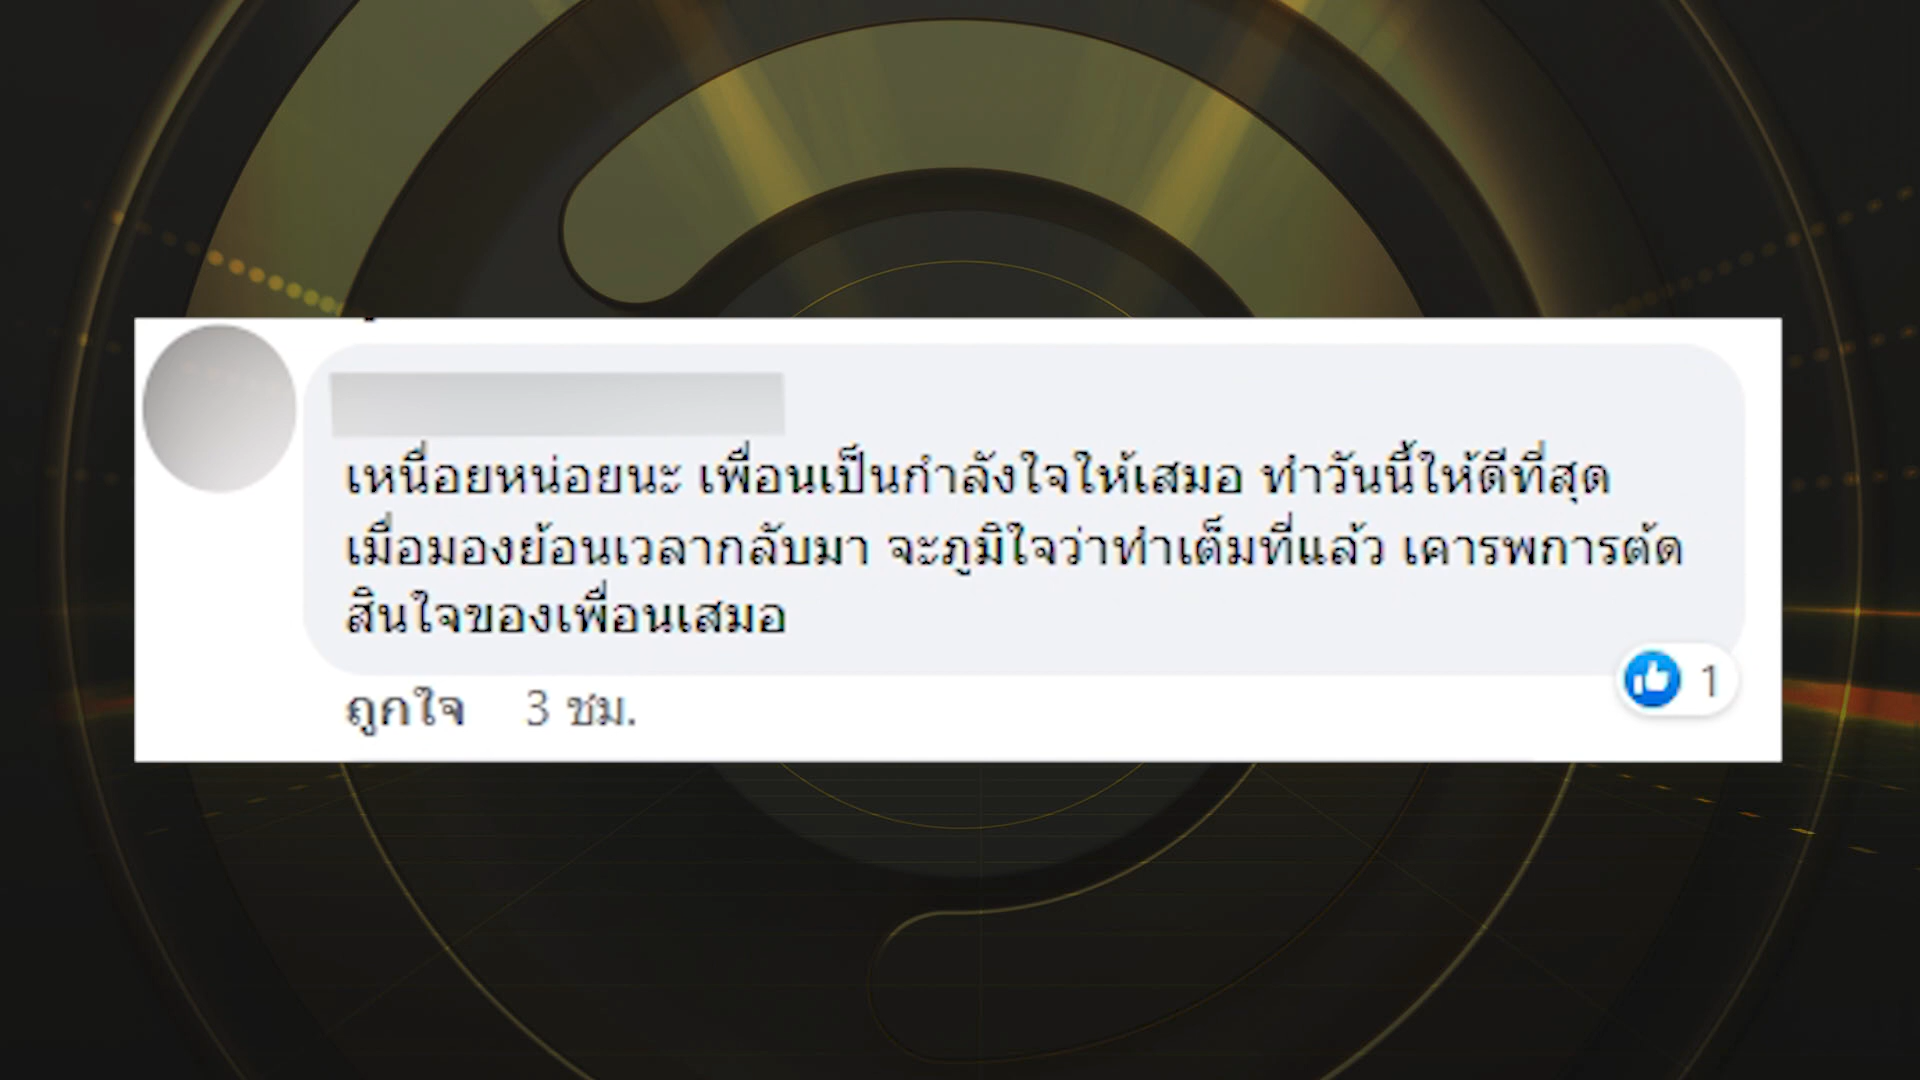 เหนื่อยหน่อยนะ เพื่อนเป็นกำลังใจให้เสมอ ทำวันนี้ให้ดีที่สุด
เมื่อมองย้อนเวลากลับมา จะภูมิใจว่าทำเต็มที่แล้ว เคารพการตัด
สินใจของเพื่อนเสมอ
1
ถูกใจ 3 ชม.